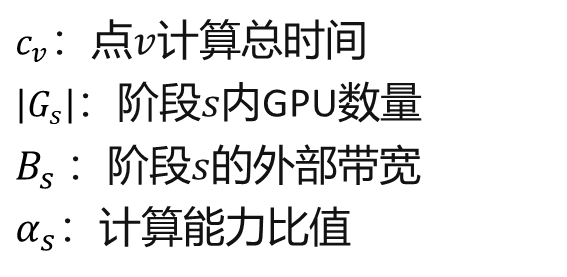 c_v：点v计算总时间
|G_s|：阶段s内GPU数量
B_s：阶段s的外部带宽
α_s：计算能力比值